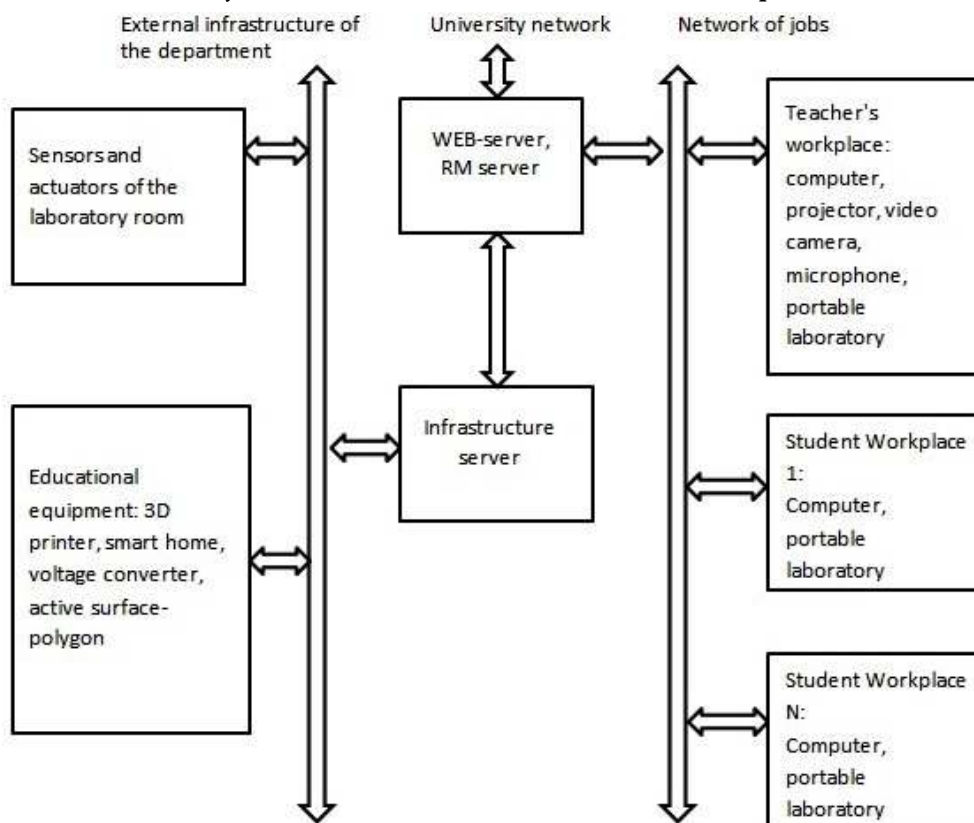 External infrastructure of
the department
University network
Network of jobs
Sensors and
actuators of the
laboratory room
WEB-server,
RM server
Teacher's
workplace:
computer,
projector, video
camera,
microphone,
portable
laboratory
Educational
equipment: 3D
printer, smart home,
voltage converter,
active surface-
polygon
Infrastructure
server
Student Workplace
1:
Computer,
portable
laboratory
Student Workplace
N:
Computer,
portable
laboratory